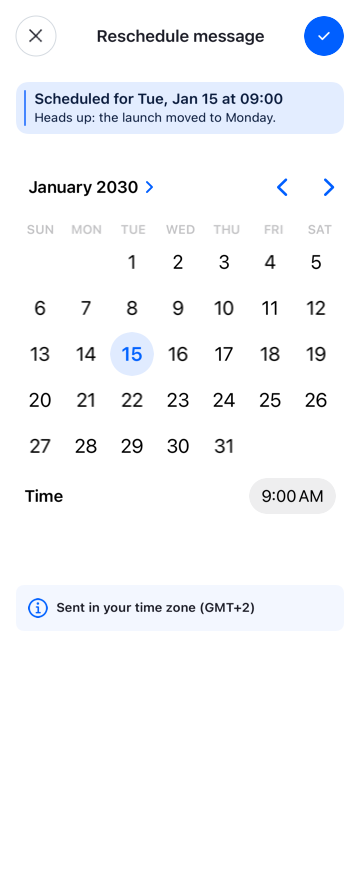 Reschedule message
Scheduled for Tue, Jan 15 at 09:00
Heads up: the launch moved to Monday.
January 2030
SUN MON TUE WED THU FRI SAT
1 2 3 4 5
6 7 8 9 10 11 12
13 14 15 16 17 18 19
20 21 22 23 24 25 26
27 28 29 30 31
Time 9:00 AM
Sent in your time zone (GMT+2)